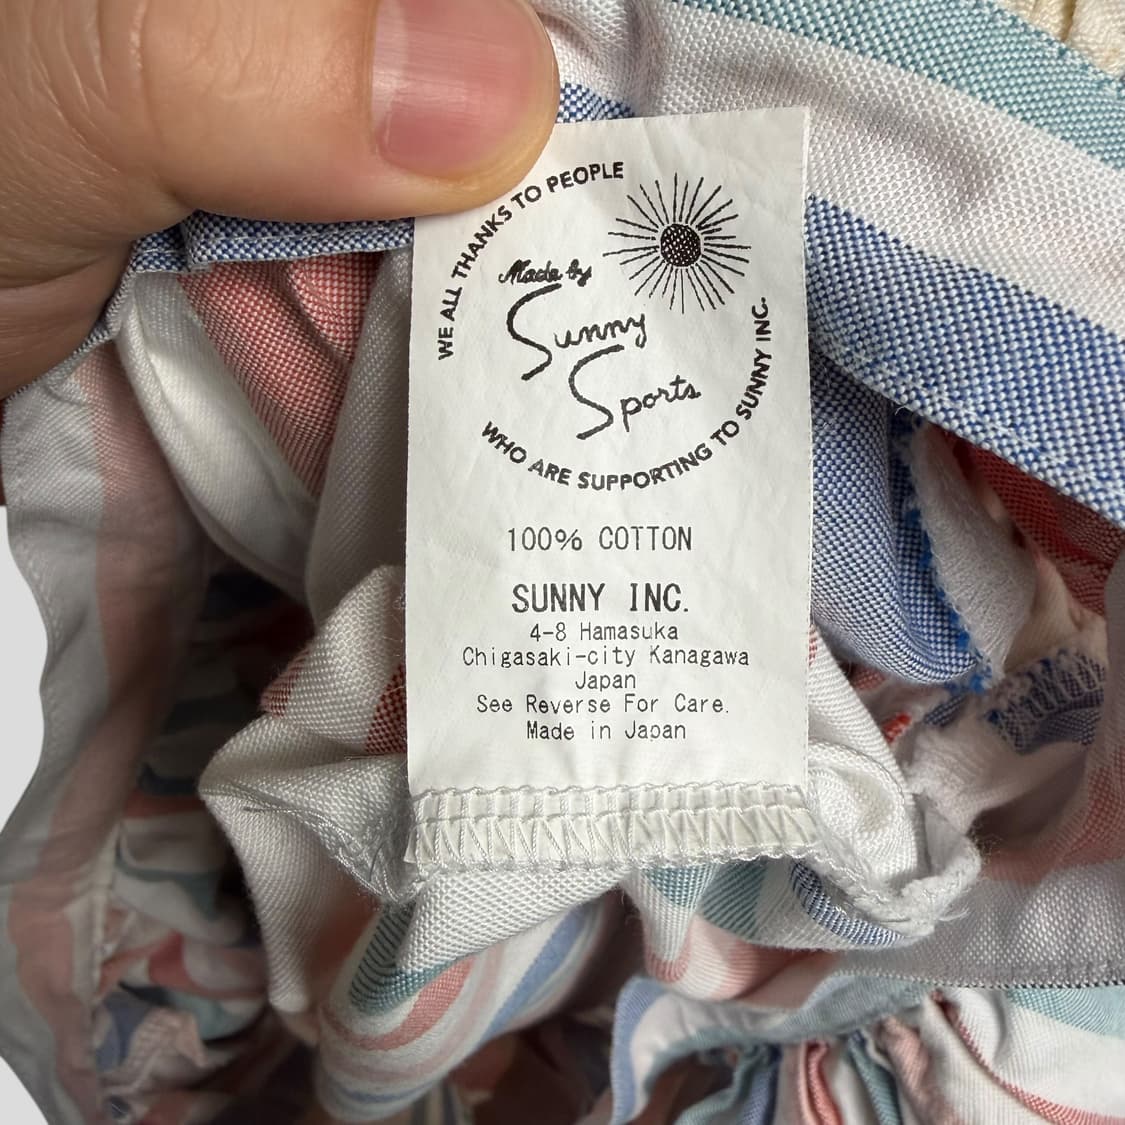 WE ALL THANKS TO PEOPLE
WHO ARE SUPPORTING TO SUNNY INC.
Made by
Sunny
Sports
100% COTTON
SUNNY INC.
4-8 Hamasuka
Chigasaki-city Kanagawa
Japan
See Reverse For Care.
Made in Japan